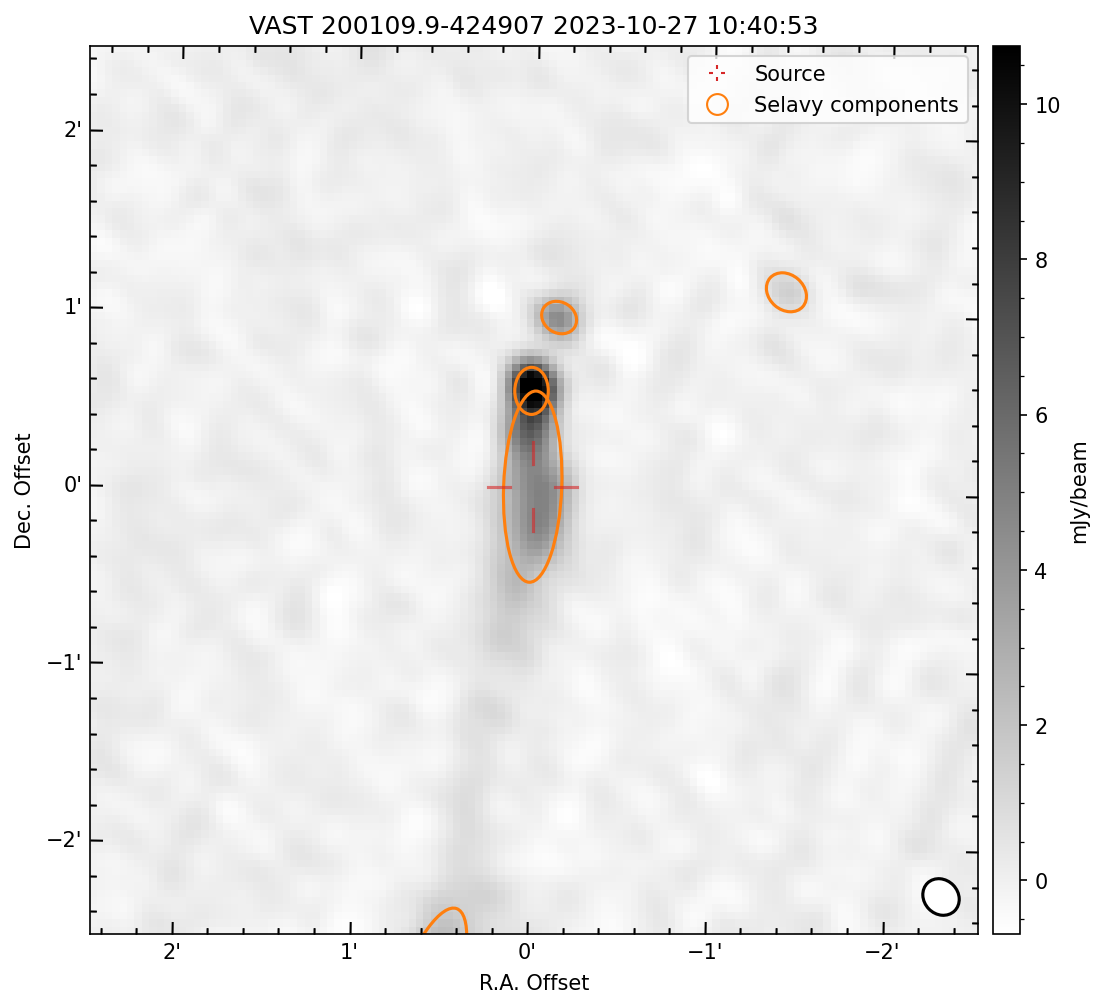 VAST 200109.9-424907 2023-10-27 10:40:53
Source
Selavy components
2'
1'
0'
−1'
−2'
Dec. Offset
2'
1'
0'
−1'
−2'
R.A. Offset
10
8
6
4
2
0
mJy/beam